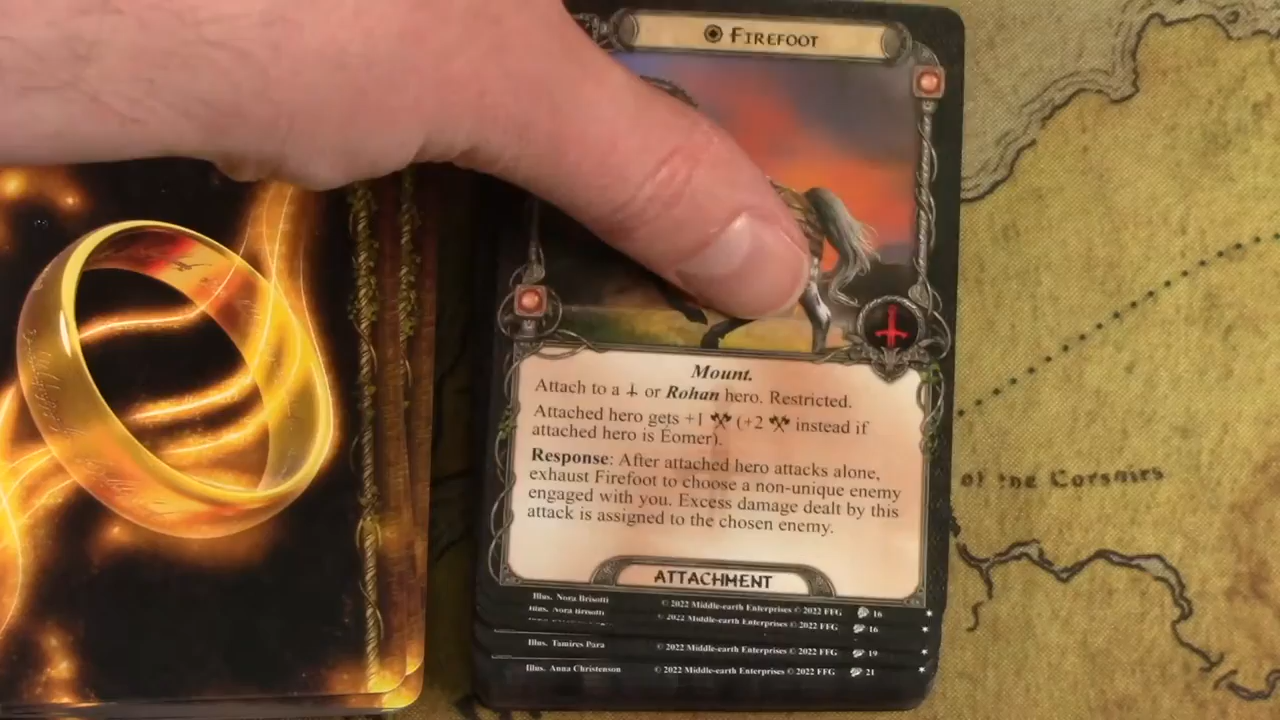 FIREFOOT
Mount.
Attach to a or Rohan hero. Restricted.
Attached hero gets +1 (+2 instead if
attached hero is Éomer).
Response: After attached hero attacks alone,
exhaust Firefoot to choose a non-unique enemy
engaged with you. Excess damage dealt by this
attack is assigned to the chosen enemy.
ATTACHMENT
Illus. Nora Brisotti © 2022 Middle-earth Enterprises © 2022 FFG 16
Illus. Nora Brisotti © 2022 Middle-earth Enterprises © 2022 FFG 16
Illus. Tamires Para © 2022 Middle-earth Enterprises © 2022 FFG 19
Illus. Anna Christenson © 2022 Middle-earth Enterprises © 2022 FFG 21
of the Corsairs